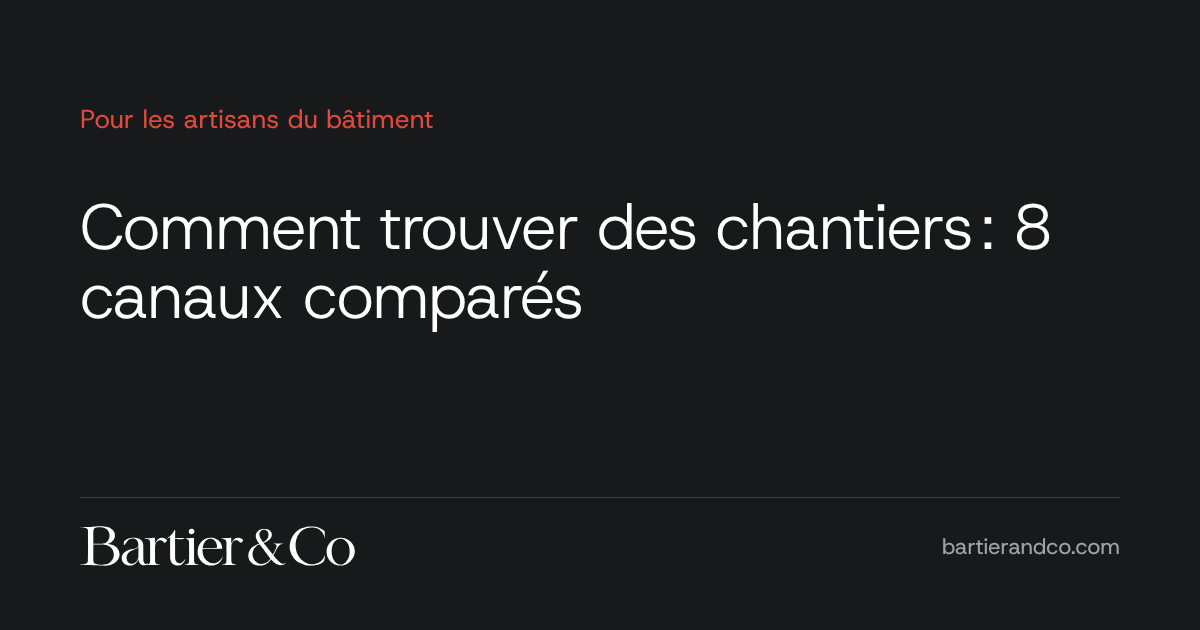 Pour les artisans du bâtiment
Comment trouver des chantiers : 8
canaux comparés
Bartier & Co
bartierandco.com